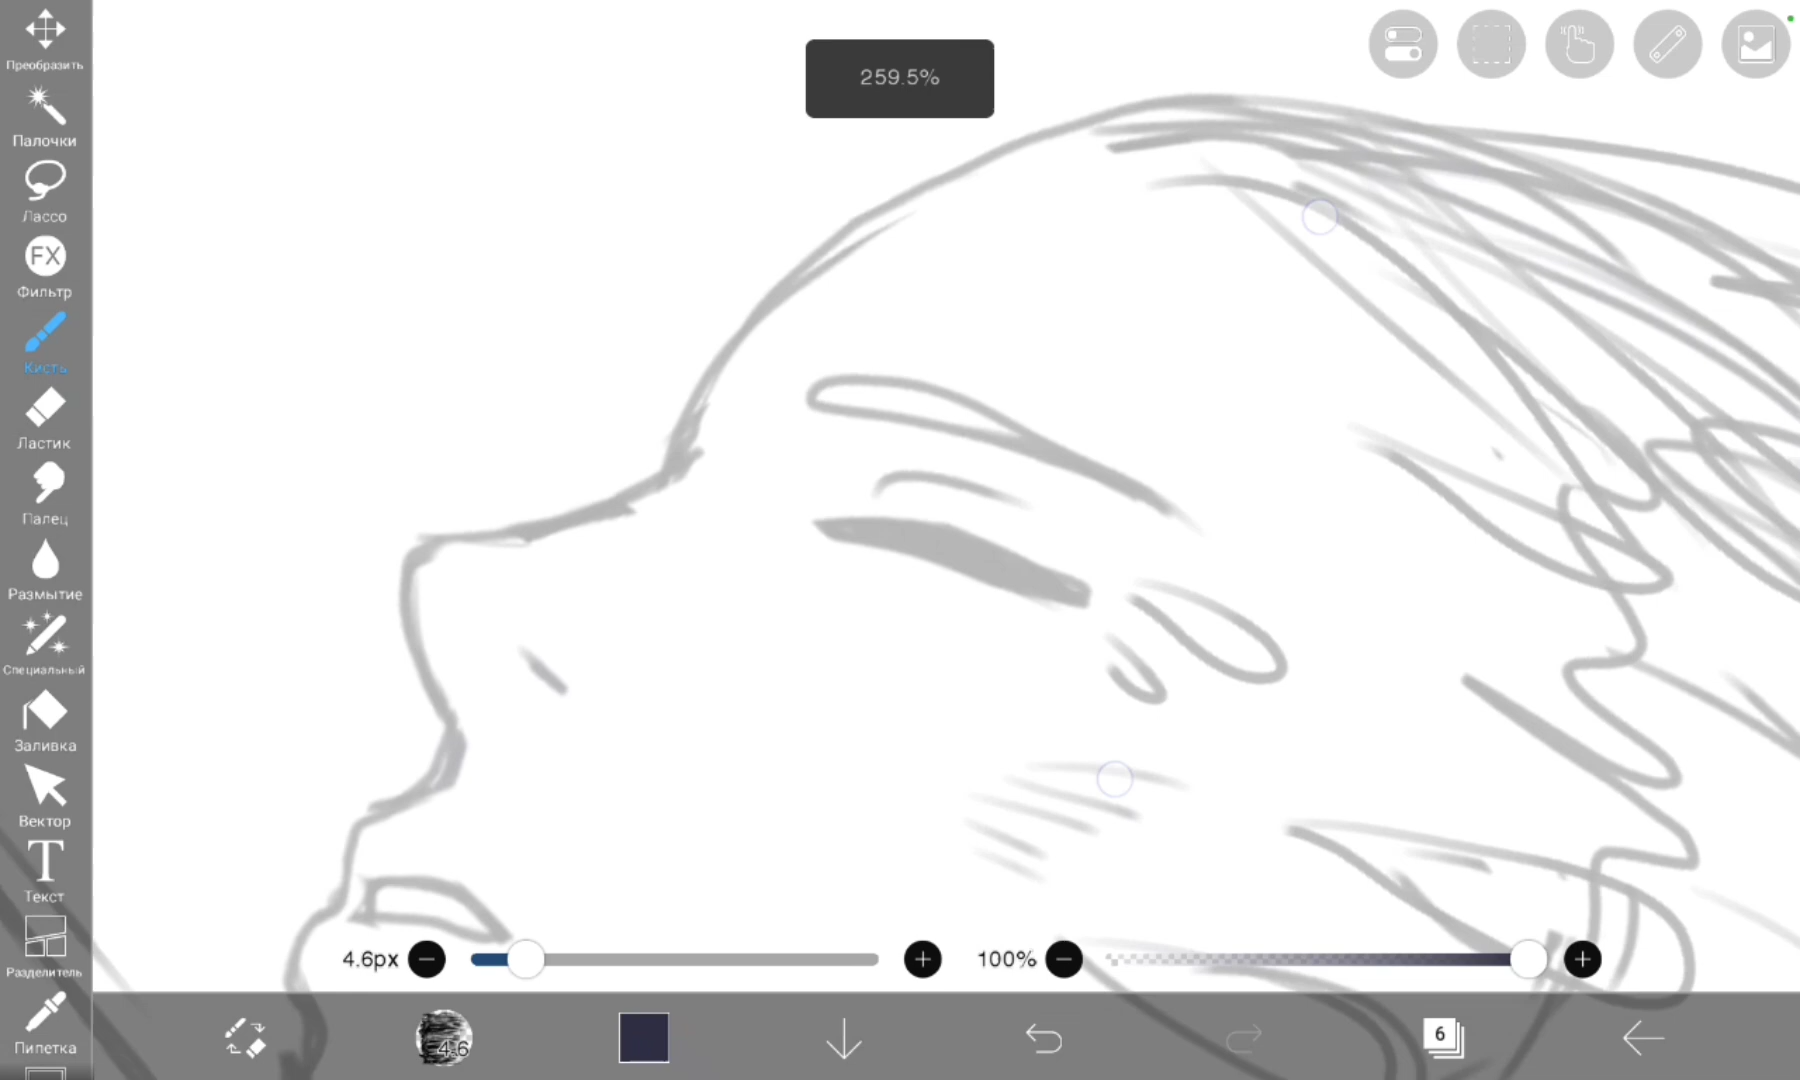 259.5%
Преобразить
Палочки
Лассо
FX
Фильтр
Кисть
Ластик
Палец
Размытие
Специальный
Заливка
Вектор
T
Текст
Разделитель
Пипетка
4.6px
100%
4.6
6